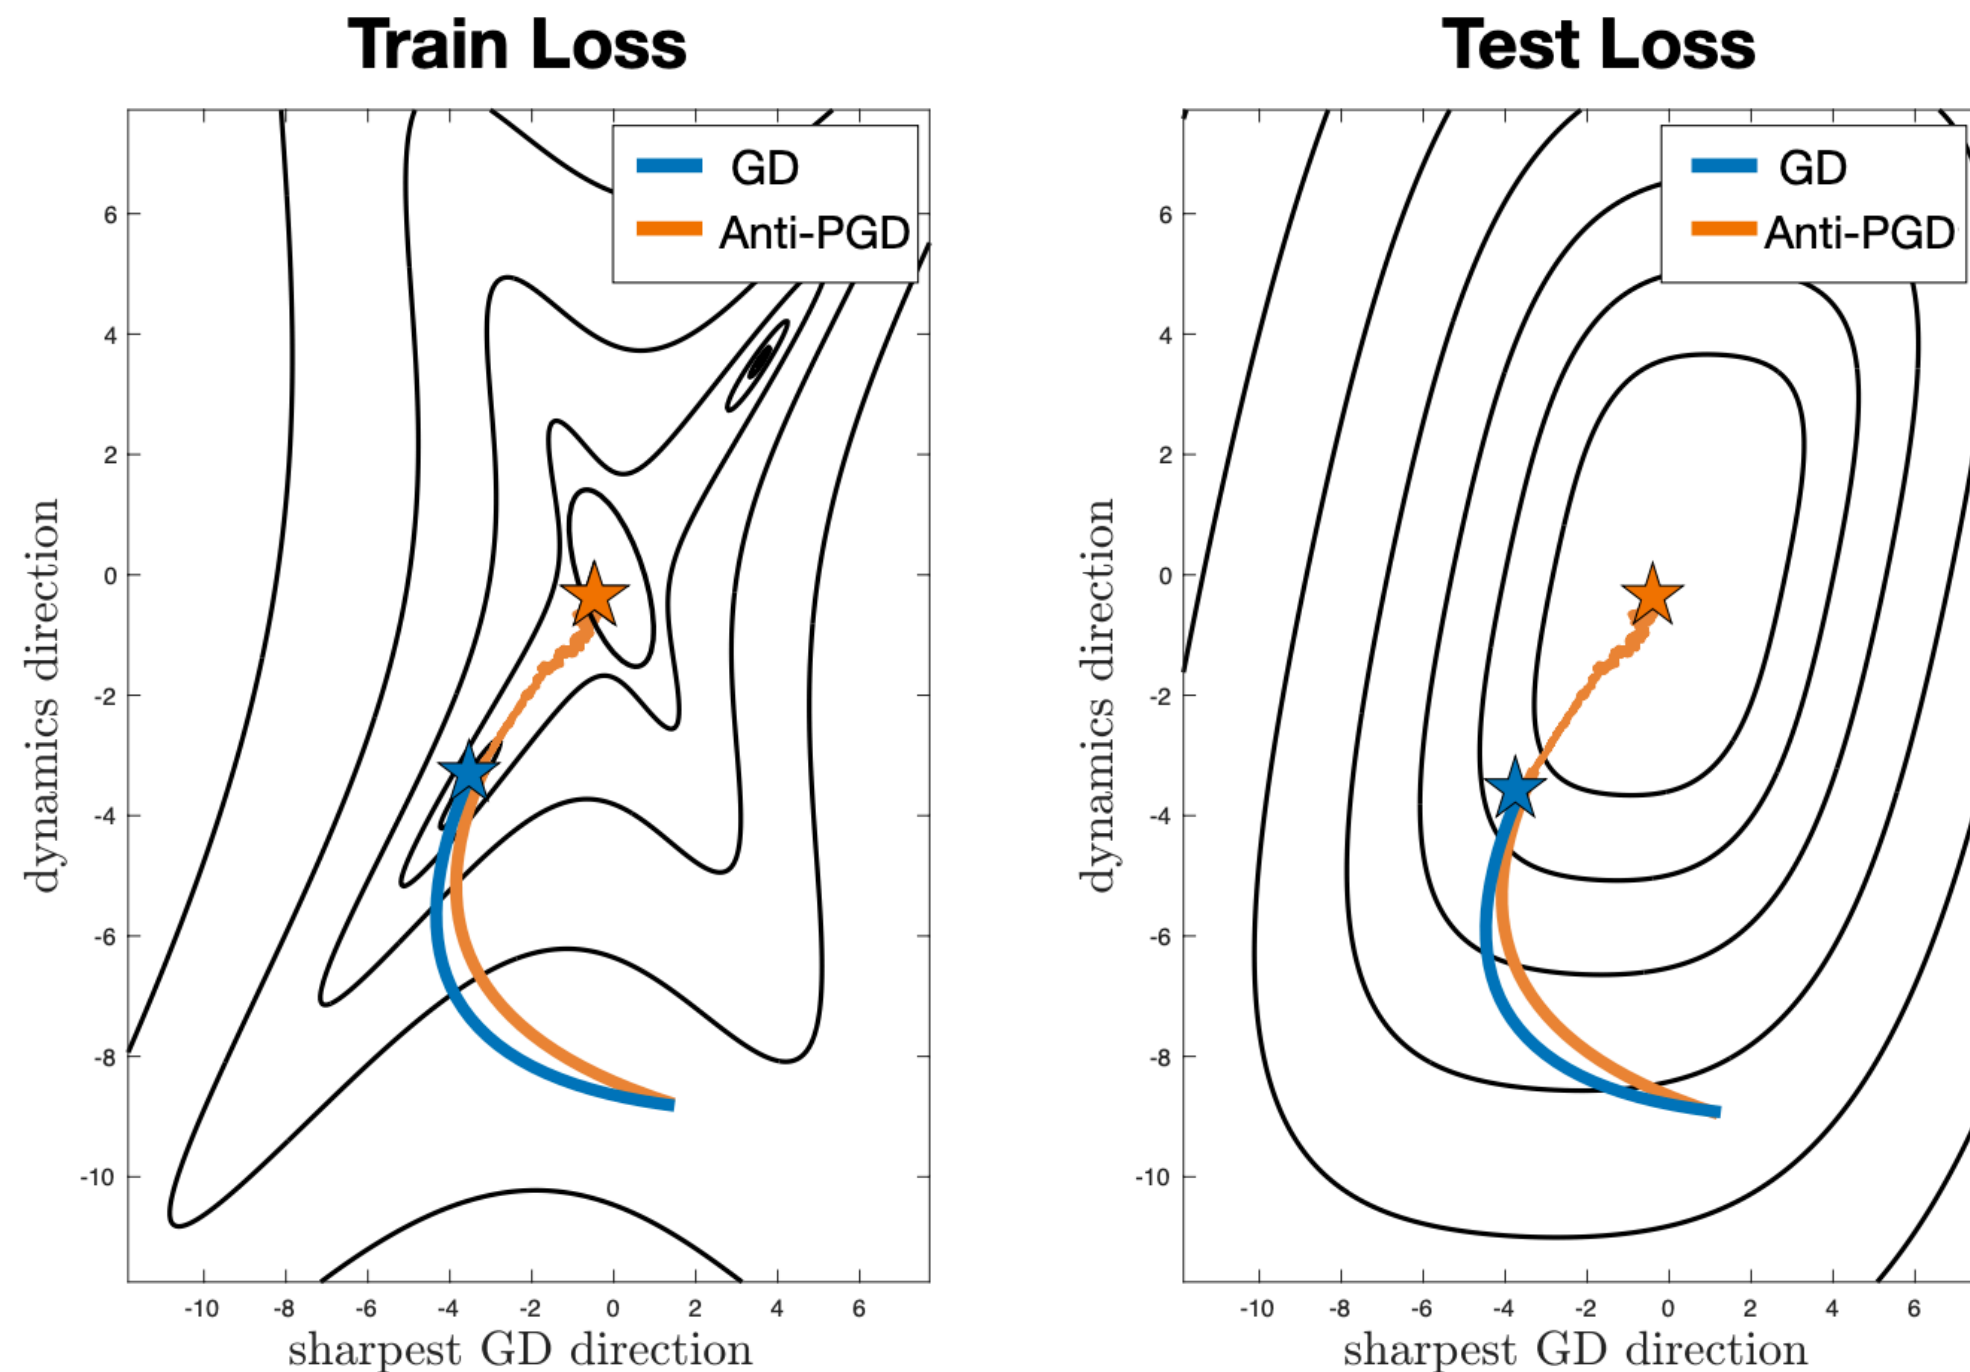 Train Loss
GD
Anti-PGD
6
4
2
0
-2
-4
-6
-8
-10
dynamics direction
-10 -8 -6 -4 -2 0 2 4 6
sharpest GD direction
Test Loss
GD
Anti-PGD
6
4
2
0
-2
-4
-6
-8
-10
dynamics direction
-10 -8 -6 -4 -2 0 2 4 6
sharpest GD direction